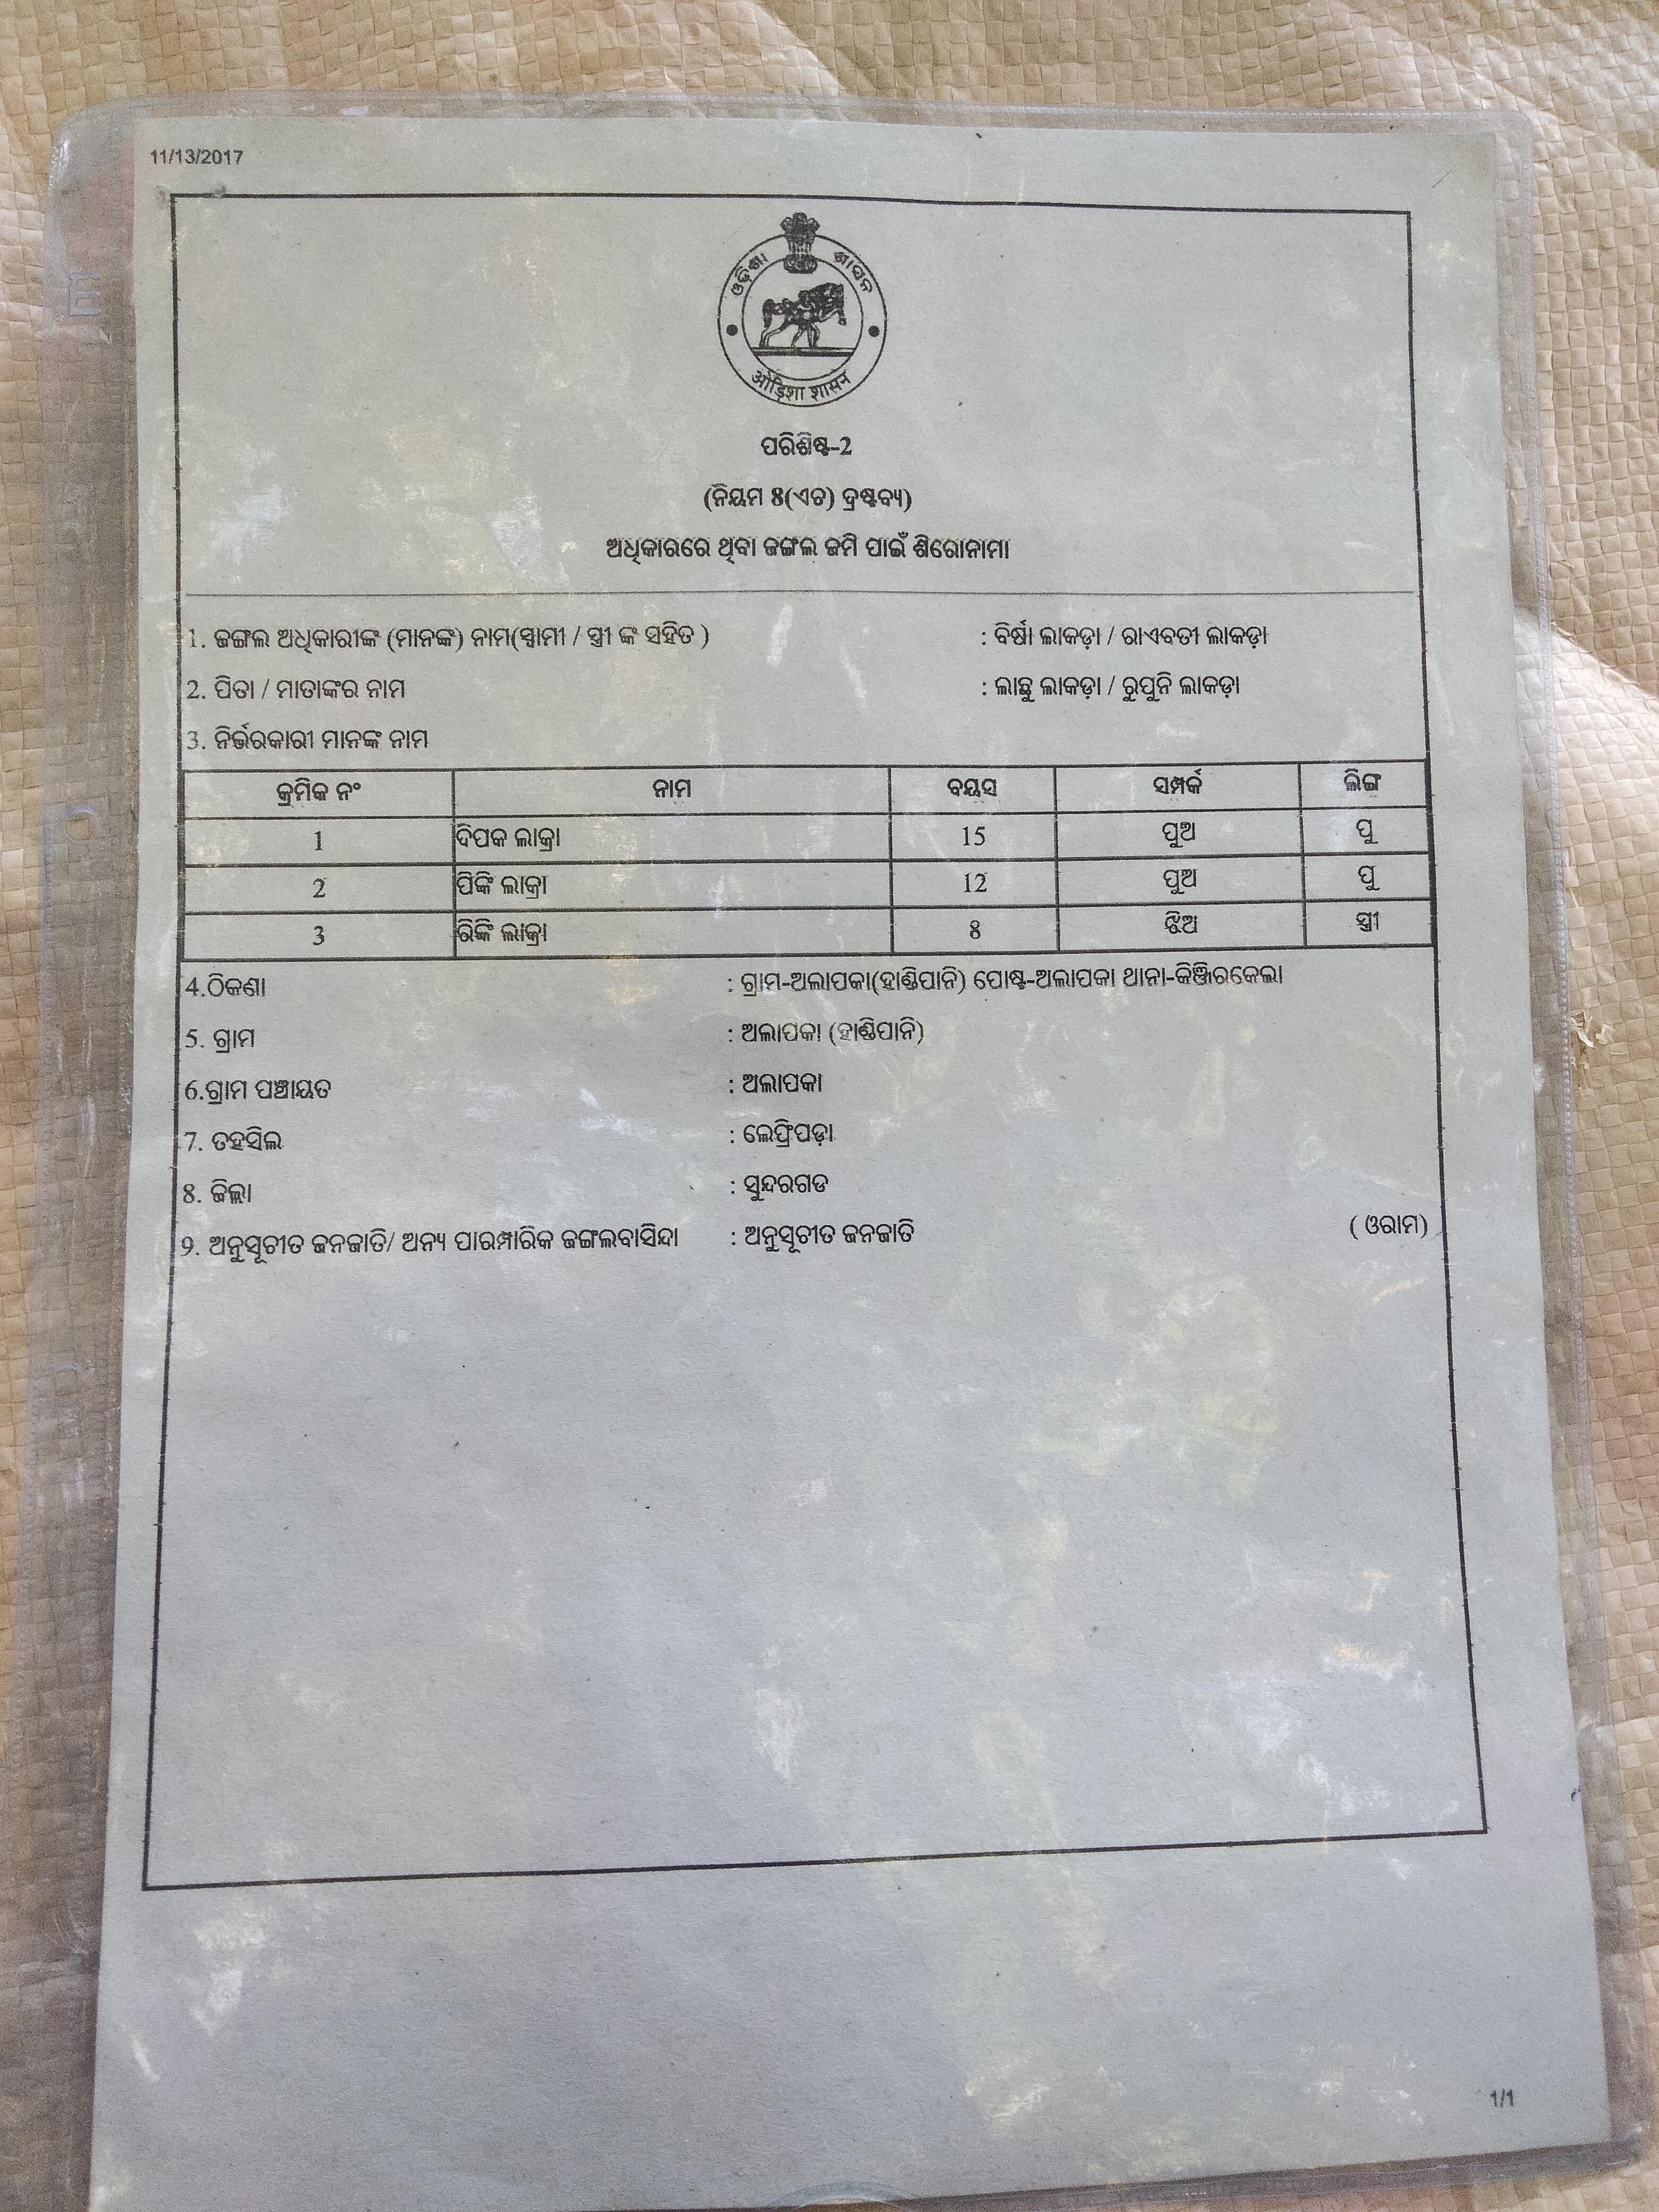 11/13/2017
ଓଡ଼ିଶା ଶାସନ
ओड़िशा शासन
ପରିଶିଷ୍ଟ-2
(ନିୟମ ୫(ଏଚ) ଦ୍ରଷ୍ଟବ୍ୟ)
ଅଧିକାରରେ ଥିବା ଜଙ୍ଗଲ ଜମି ପାଇଁ ଶିରୋନାମା
1. ଜଙ୍ଗଲ ଅଧିକାରୀଙ୍କ (ମାନଙ୍କ) ନାମ(ସ୍ବାମୀ / ସ୍ତ୍ରୀ ଙ୍କ ସହିତ ) : ବିର୍ଷା ଲାକଡ଼ା / ରାଏବତୀ ଲାକଡ଼ା
2. ପିତା / ମାତାଙ୍କର ନାମ : ଲାଛୁ ଲାକଡ଼ା / ରୁପୁନି ଲାକଡ଼ା
3. ନିର୍ଭରକାରୀ ମାନଙ୍କ ନାମ
କ୍ରମିକ ନଂ ନାମ ବୟସ ସମ୍ପର୍କ ଲିଙ୍ଗ
1 ଦିପକ ଲାକ୍ରା 15 ପୁଅ ପୁ
2 ପିଙ୍କି ଲାକ୍ରା 12 ପୁଅ ପୁ
3 ରିଙ୍କି ଲାକ୍ରା 8 ଝିଅ ସ୍ତ୍ରୀ
4.ଠିକଣା : ଗ୍ରାମ-ଅଲାପକା(ହାଣ୍ଡିପାନି) ପୋଷ୍ଟ-ଅଲାପକା ଥାନା-କିଞ୍ଜିରକେଲା
5. ଗ୍ରାମ : ଅଲାପକା (ହାଣ୍ଡିପାନି)
6.ଗ୍ରାମ ପଞ୍ଚାୟତ : ଅଲାପକା
7. ତହସିଲ : ଲେଫ୍ରିପଡ଼ା
8. ଜିଲ୍ଲା : ସୁନ୍ଦରଗଡ
9. ଅନୁସୂଚୀତ ଜନଜାତି/ ଅନ୍ୟ ପାରମ୍ପାରିକ ଜଙ୍ଗଲବାସିନ୍ଦା : ଅନୁସୂଚୀତ ଜନଜାତି ( ଓରାମ)
1/1